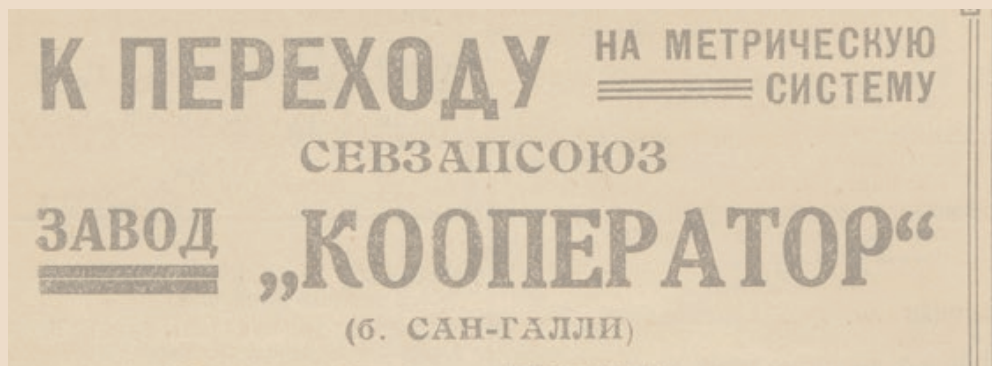 К ПЕРЕХОДУ НА МЕТРИЧЕСКУЮ
СИСТЕМУ
СЕВЗАПСОЮЗ
ЗАВОД „КООПЕРАТОР“
(б. САН-ГАЛЛИ)